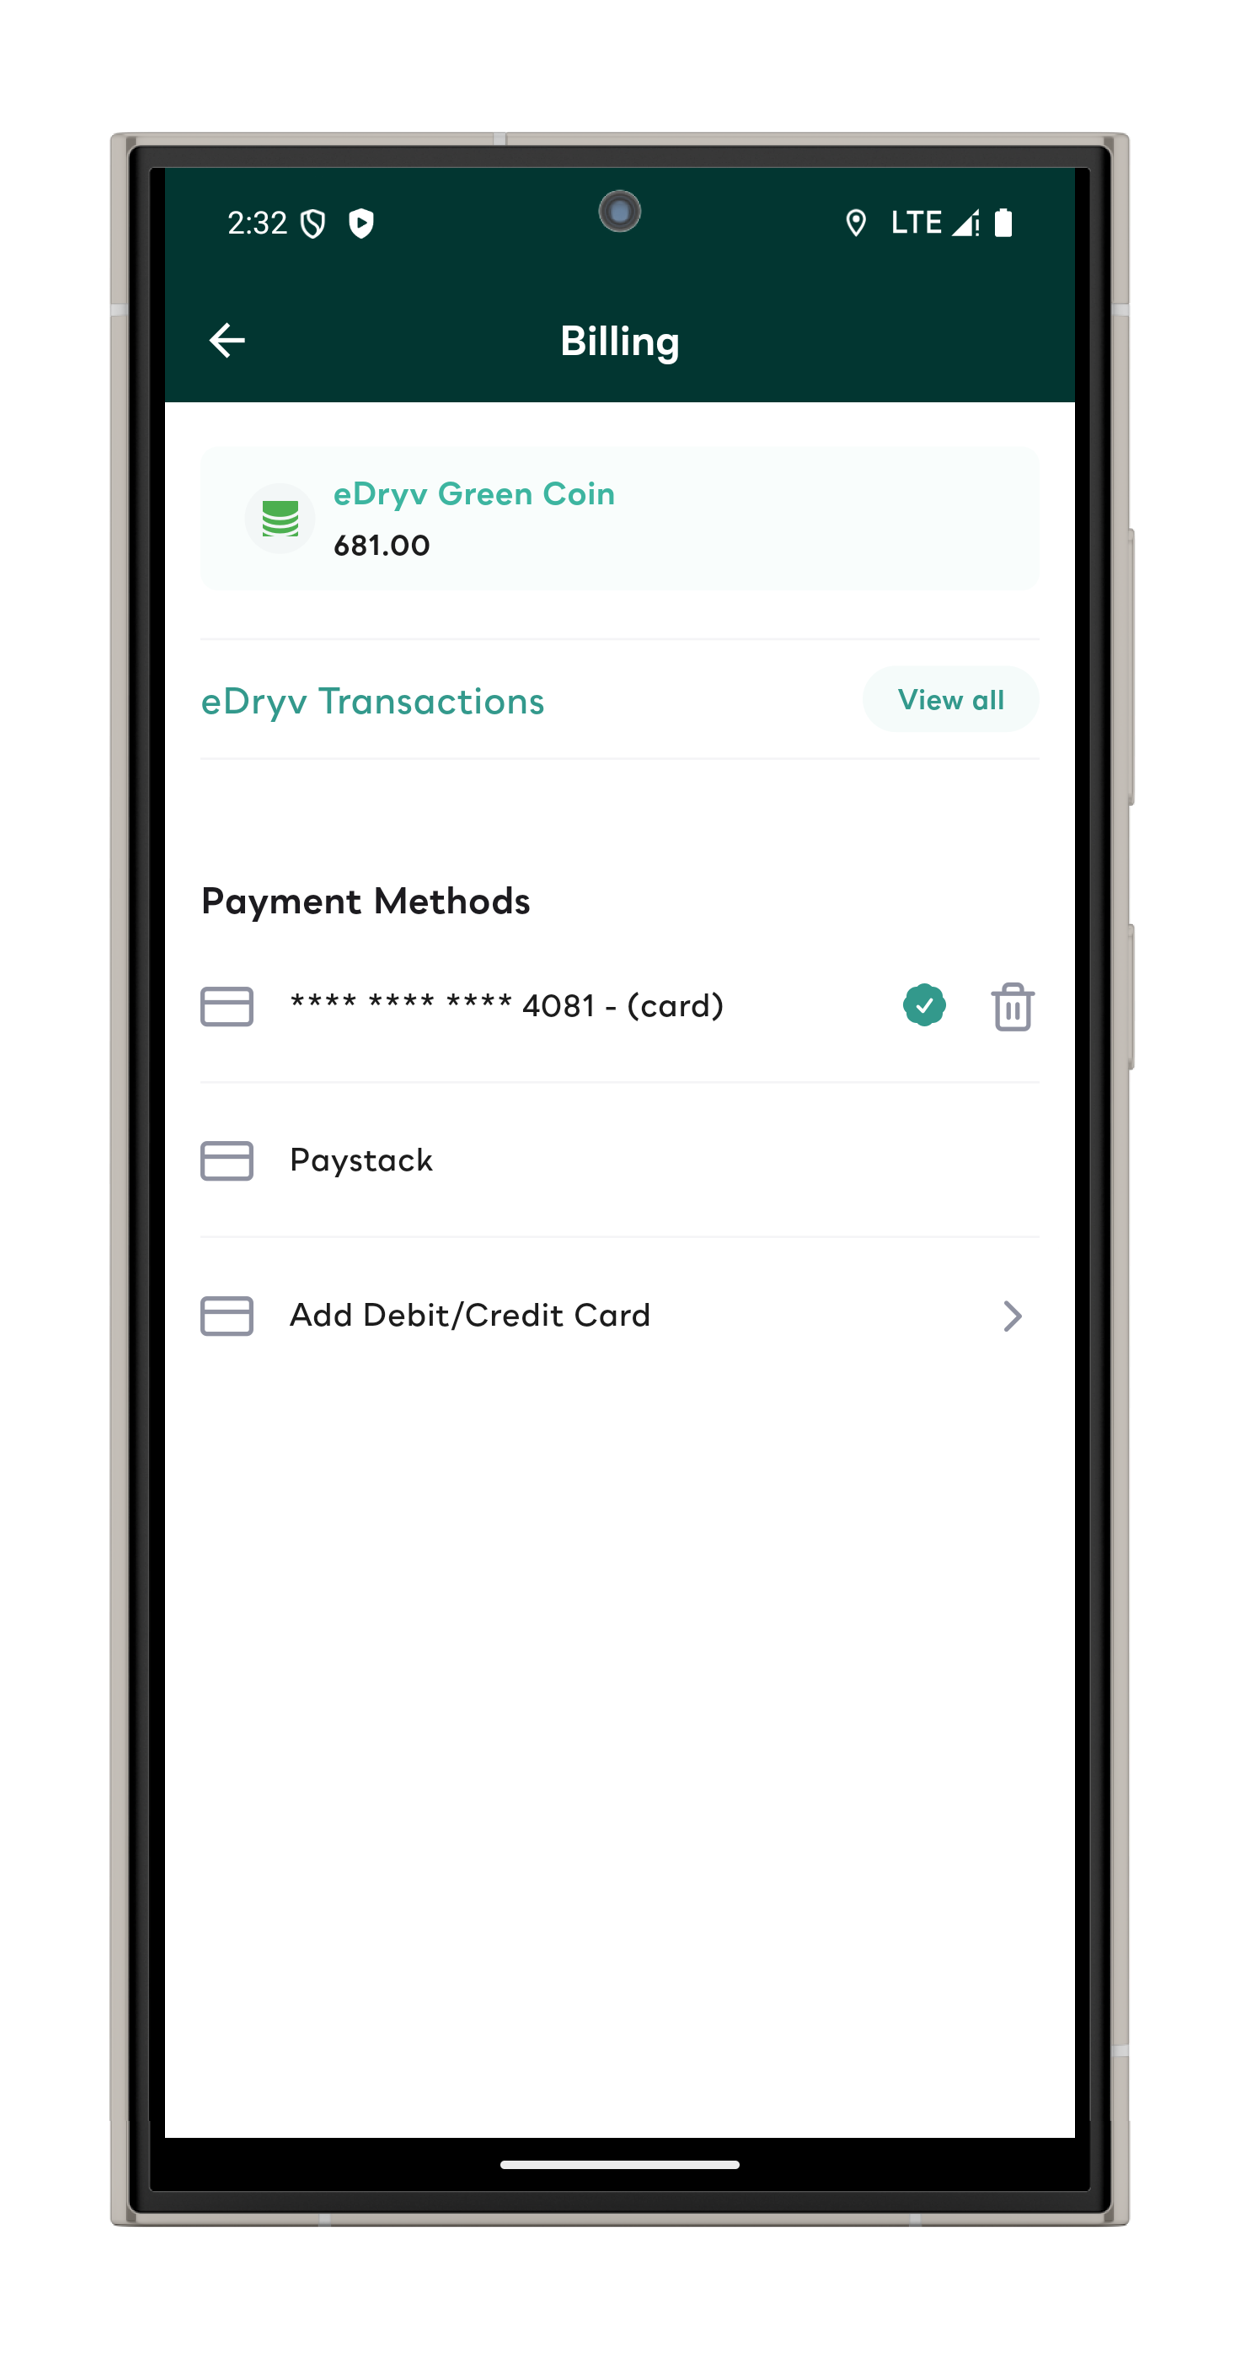 2:32 LTE
Billing
eDryv Green Coin
681.00
eDryv Transactions View all
Payment Methods
**** **** **** 4081 - (card)
Paystack
Add Debit/Credit Card